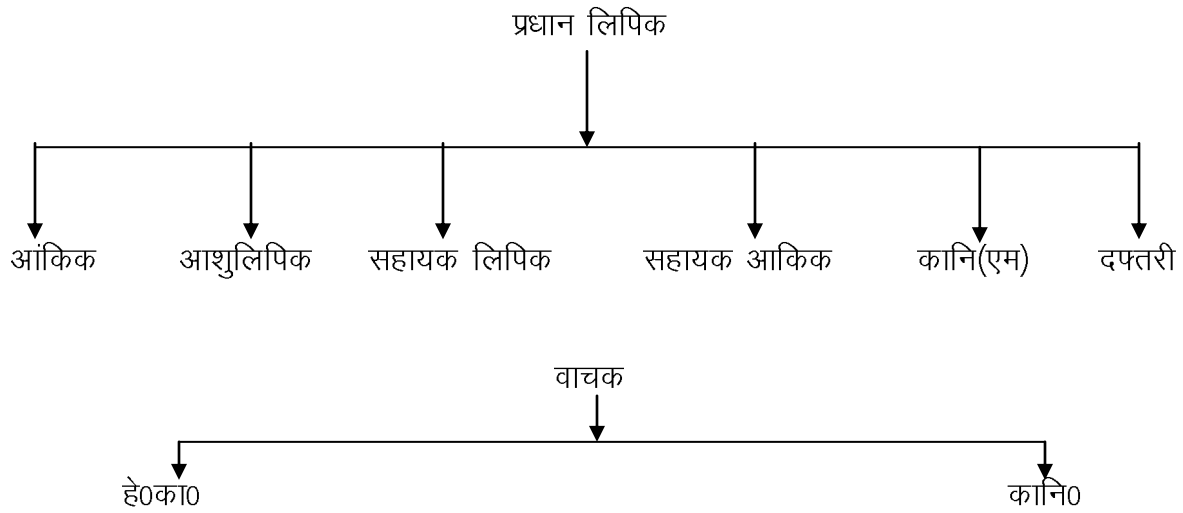 प्रधान लिपिक
आंकिक आशुलिपिक सहायक लिपिक सहायक आकिक कानि(एम) दफ्तरी
वाचक
हे0का0 कानि0